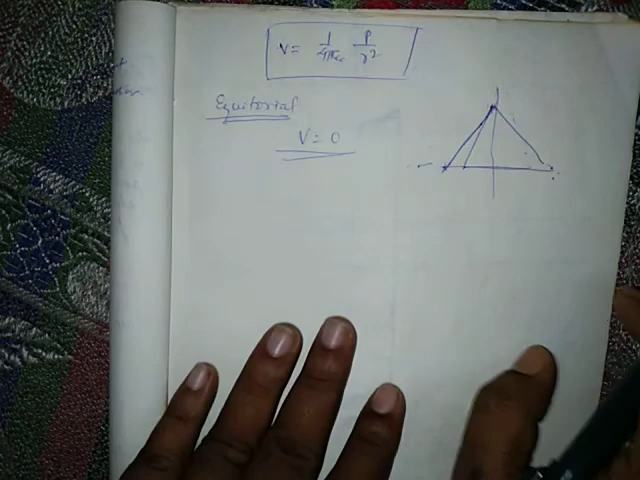 V = 1/4πε₀ P/r²
Equitorial
V = 0